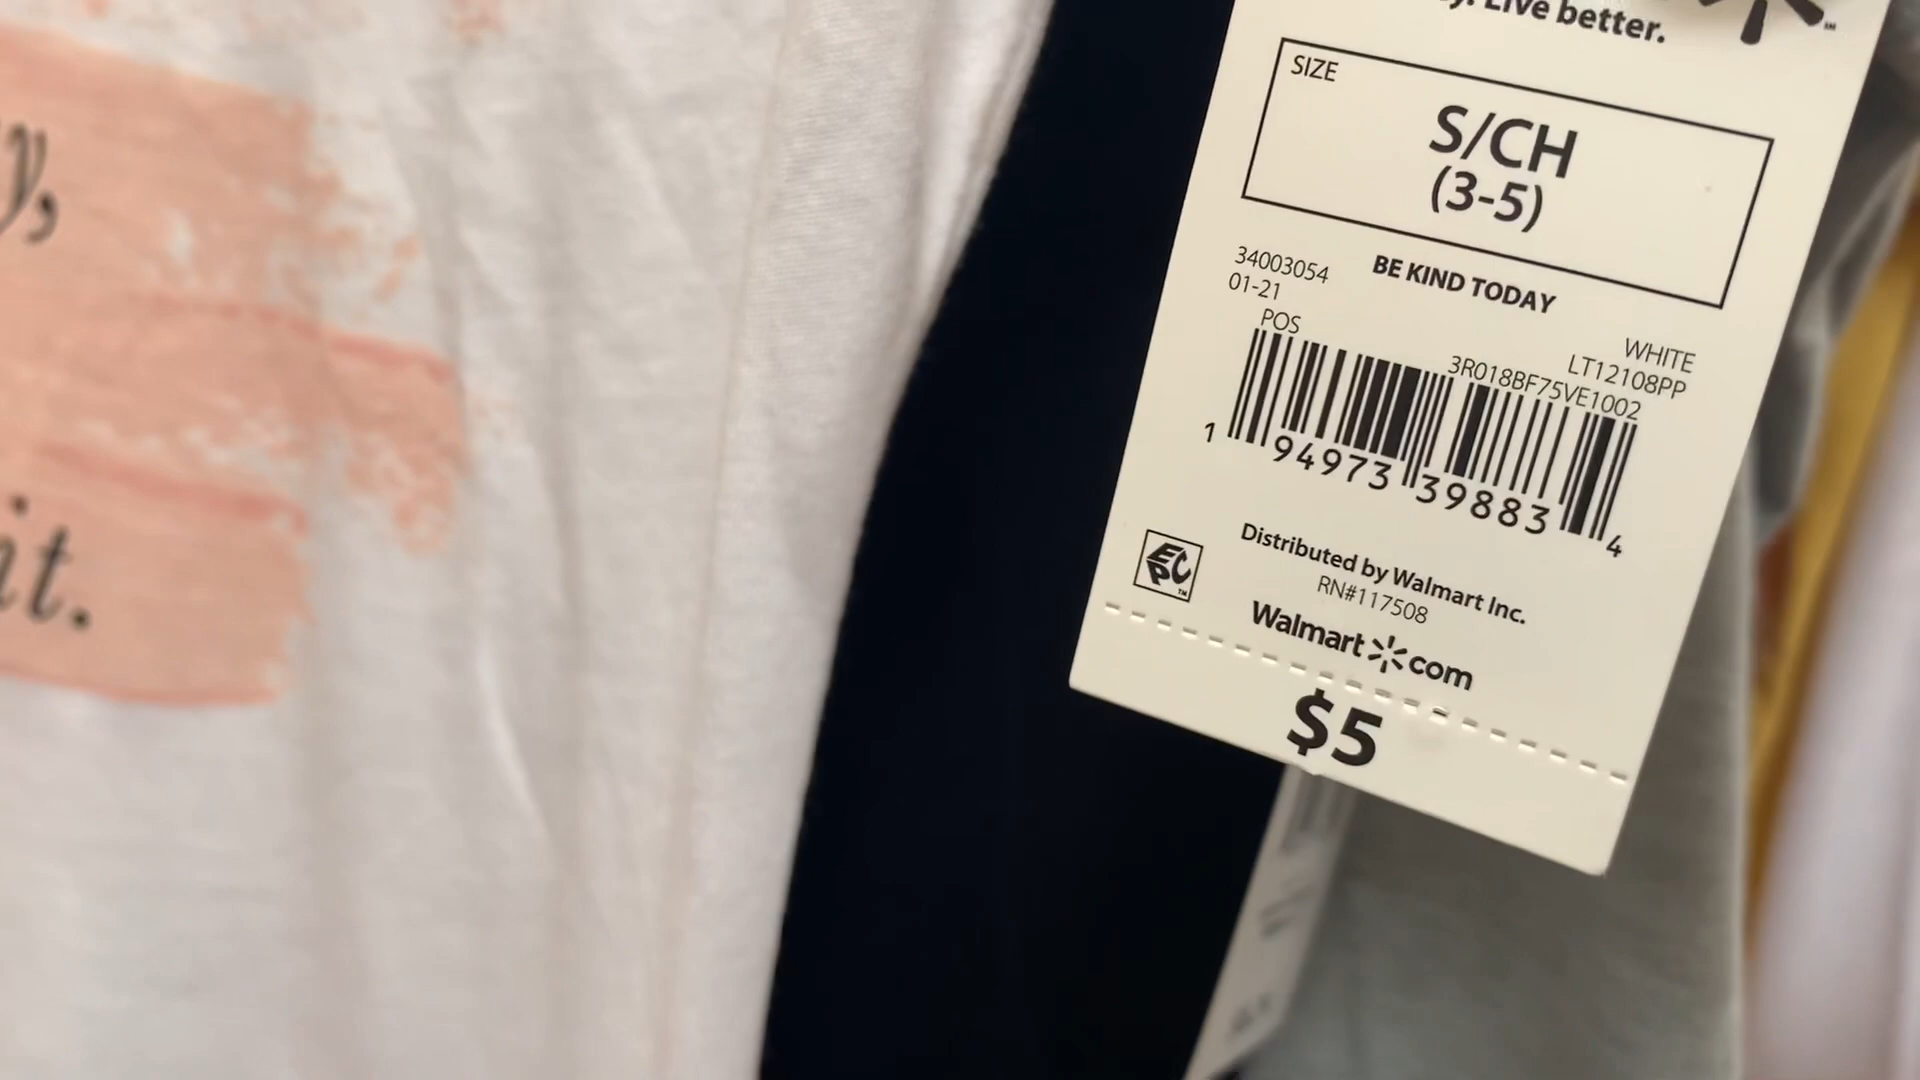 Live better.
SIZE
S/CH
(3-5)
BE KIND TODAY
34003054
01-21
POS
WHITE
LT12108PP
3R018BF75VE1002
1 94973 39883 4
EPC
Distributed by Walmart Inc.
RN#117508
Walmart com
$5
it.